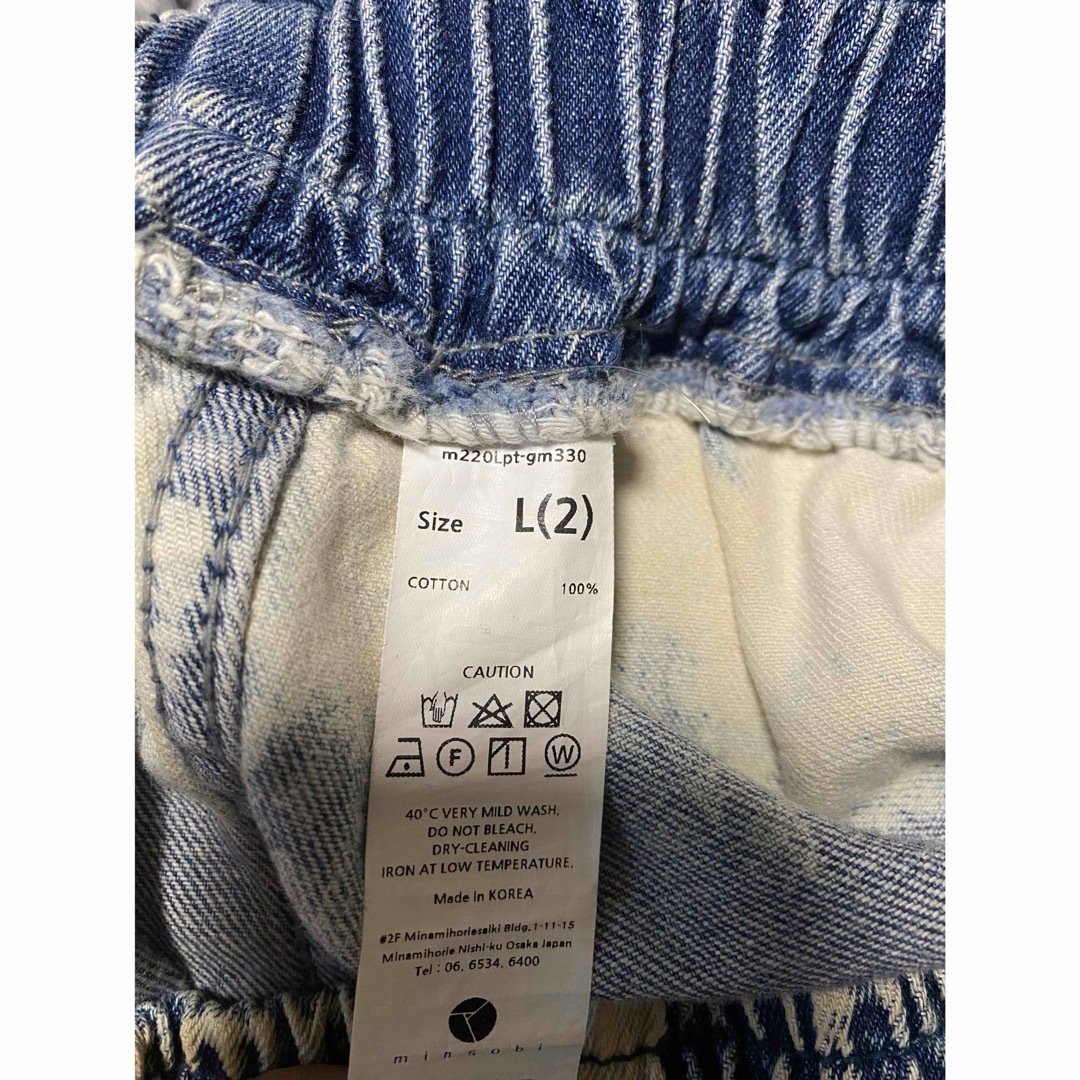 m220Lpt-gm330
Size L(2)
COTTON 100%
CAUTION
F W
40°C VERY MILD WASH.
DO NOT BLEACH.
DRY-CLEANING
IRON AT LOW TEMPERATURE.
Made In KOREA
#2F Minamihoriesaiki Bldg. 1-11-15
Minamihorie Nishi-ku Osaka Japan
Tel : 06. 6534. 6400
minsobi